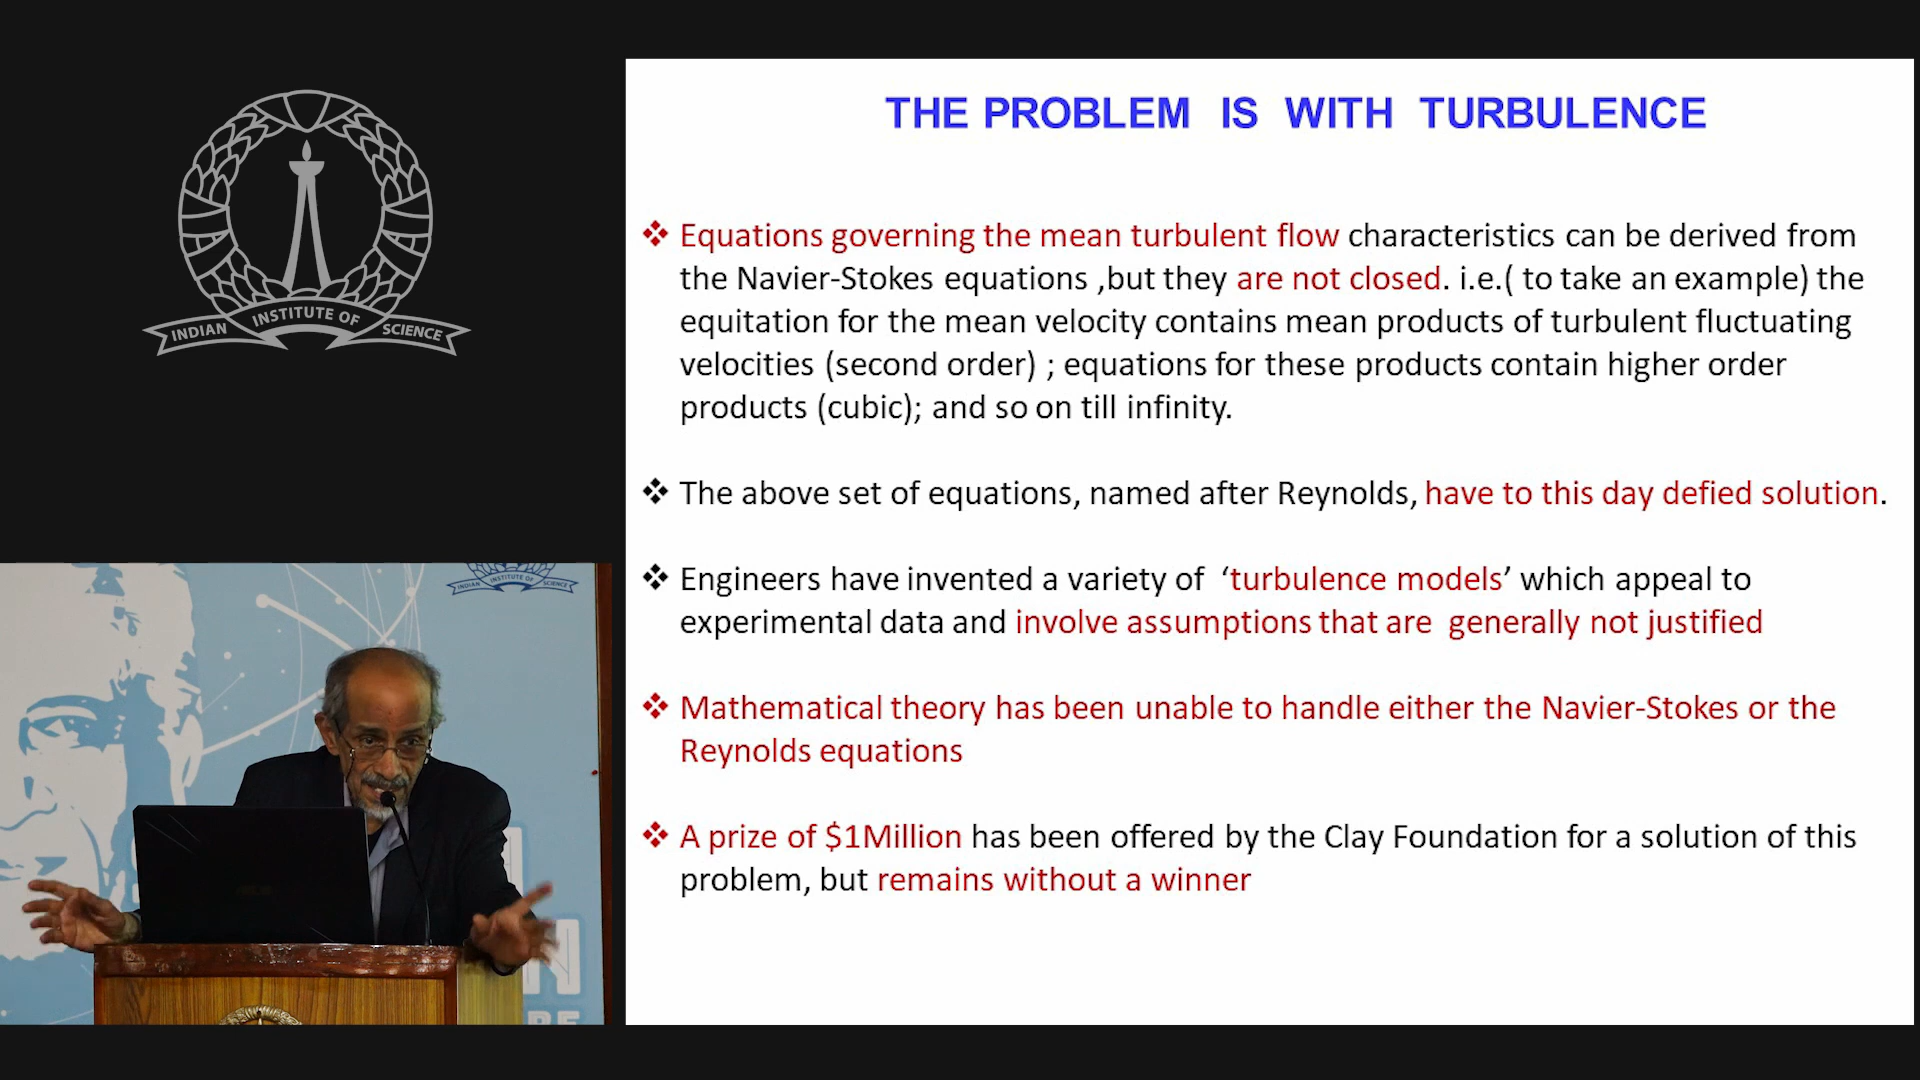 INDIAN INSTITUTE OF SCIENCE
THE PROBLEM IS WITH TURBULENCE
❖ Equations governing the mean turbulent flow characteristics can be derived from
the Navier-Stokes equations ,but they are not closed. i.e.( to take an example) the
equitation for the mean velocity contains mean products of turbulent fluctuating
velocities (second order) ; equations for these products contain higher order
products (cubic); and so on till infinity.
❖ The above set of equations, named after Reynolds, have to this day defied solution.
❖ Engineers have invented a variety of ‘turbulence models’ which appeal to
experimental data and involve assumptions that are generally not justified
❖ Mathematical theory has been unable to handle either the Navier-Stokes or the
Reynolds equations
❖ A prize of $1Million has been offered by the Clay Foundation for a solution of this
problem, but remains without a winner
INDIAN INSTITUTE OF SCIENCE